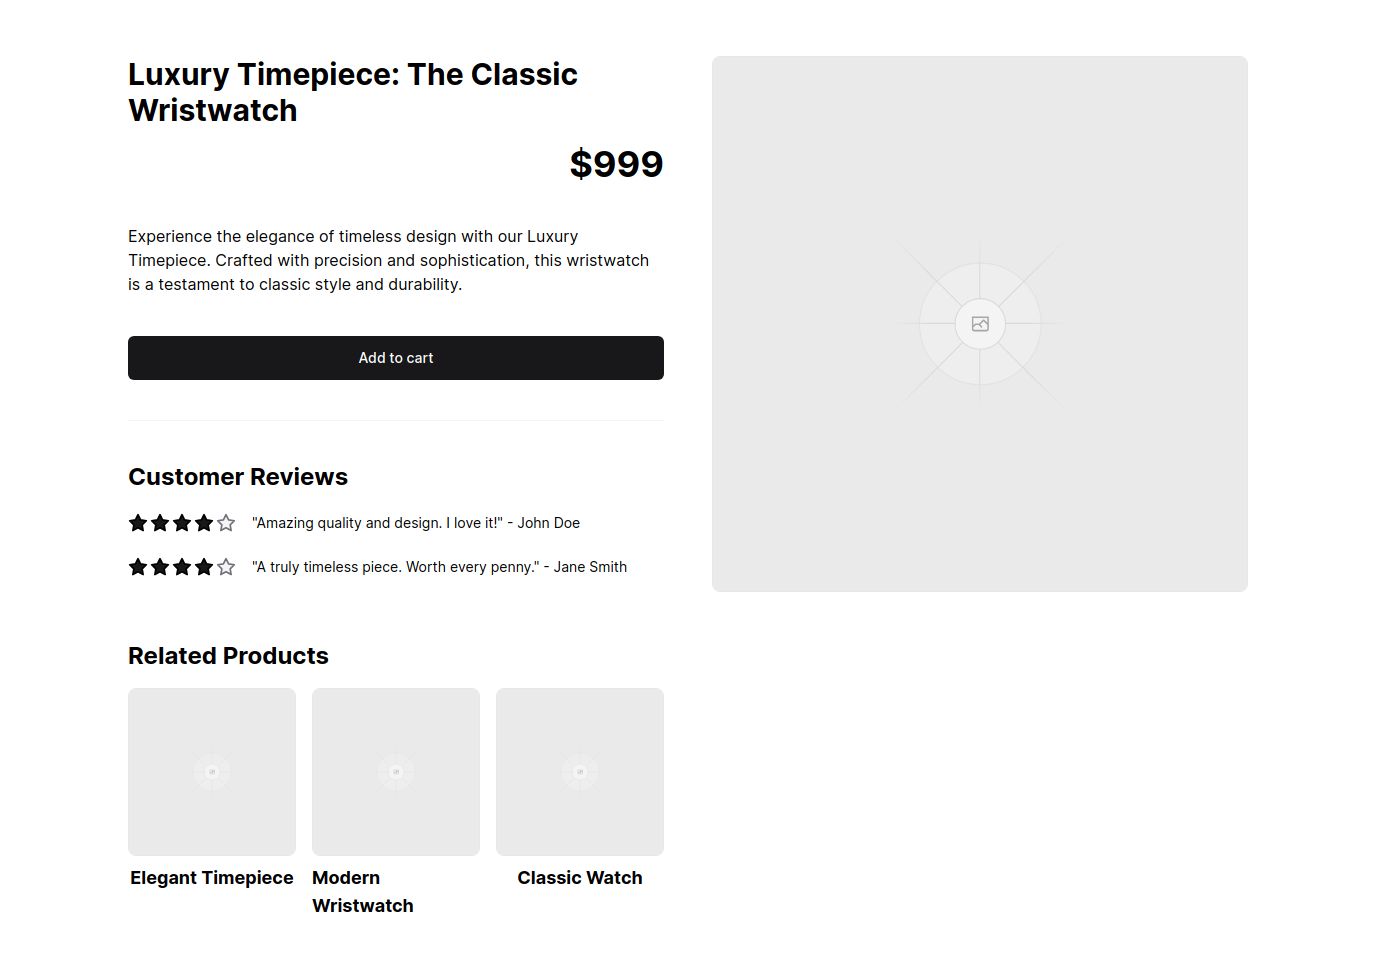 Luxury Timepiece: The Classic
Wristwatch
$999
Experience the elegance of timeless design with our Luxury
Timepiece. Crafted with precision and sophistication, this wristwatch
is a testament to classic style and durability.
Add to cart
Customer Reviews
"Amazing quality and design. I love it!" - John Doe
"A truly timeless piece. Worth every penny." - Jane Smith
Related Products
Elegant Timepiece
Modern
Wristwatch
Classic Watch